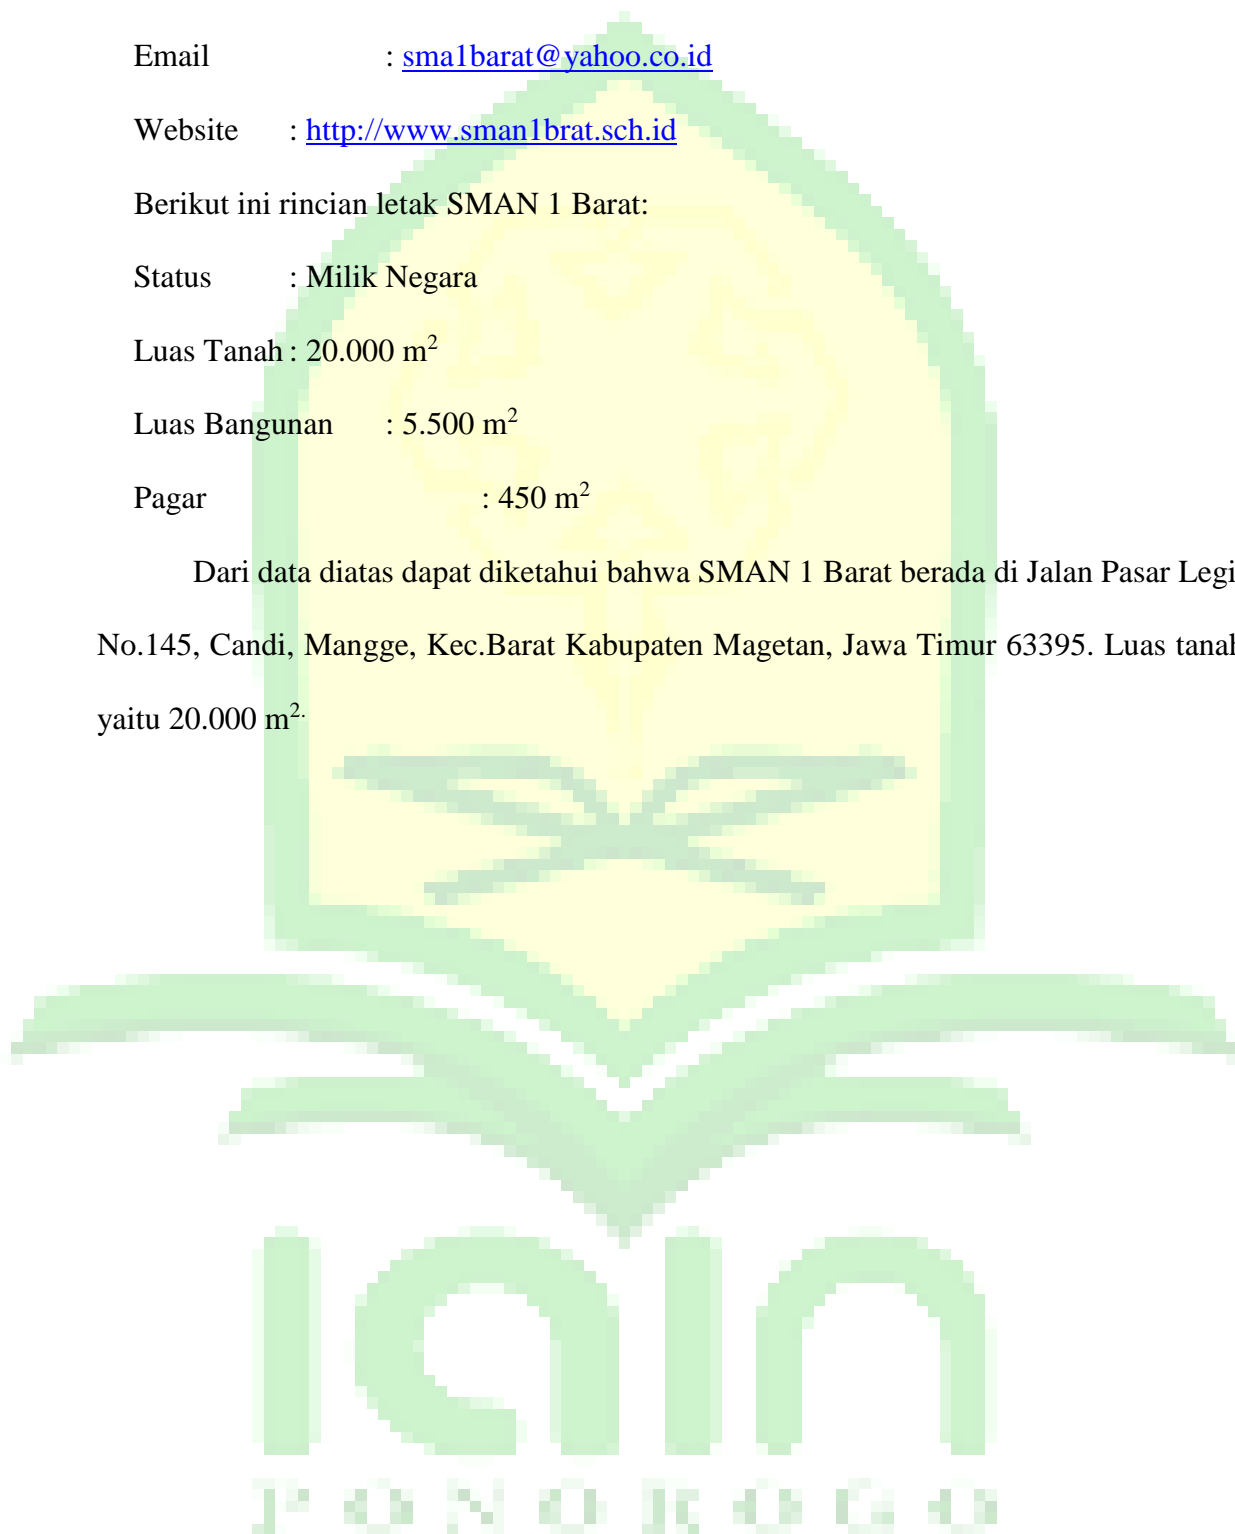 Email : sma1barat@yahoo.co.id
Website : http://www.sman1brat.sch.id
Berikut ini rincian letak SMAN 1 Barat:
Status : Milik Negara
Luas Tanah : 20.000 m²
Luas Bangunan : 5.500 m²
Pagar : 450 m²
Dari data diatas dapat diketahui bahwa SMAN 1 Barat berada di Jalan Pasar Legi
No.145, Candi, Mangge, Kec.Barat Kabupaten Magetan, Jawa Timur 63395. Luas tanah
yaitu 20.000 m².
iain
PONOROGO